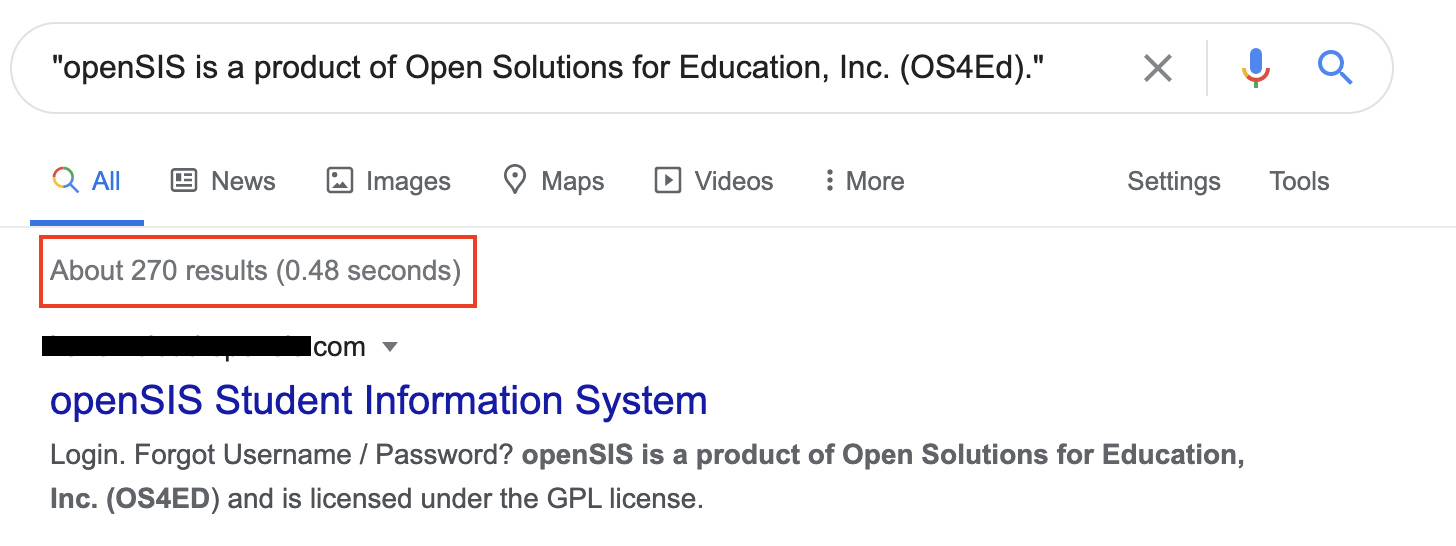 "openSIS is a product of Open Solutions for Education, Inc. (OS4Ed)."
All News Images Maps Videos More Settings Tools
About 270 results (0.48 seconds)
.com
openSIS Student Information System
Login. Forgot Username / Password? openSIS is a product of Open Solutions for Education,
Inc. (OS4ED) and is licensed under the GPL license.